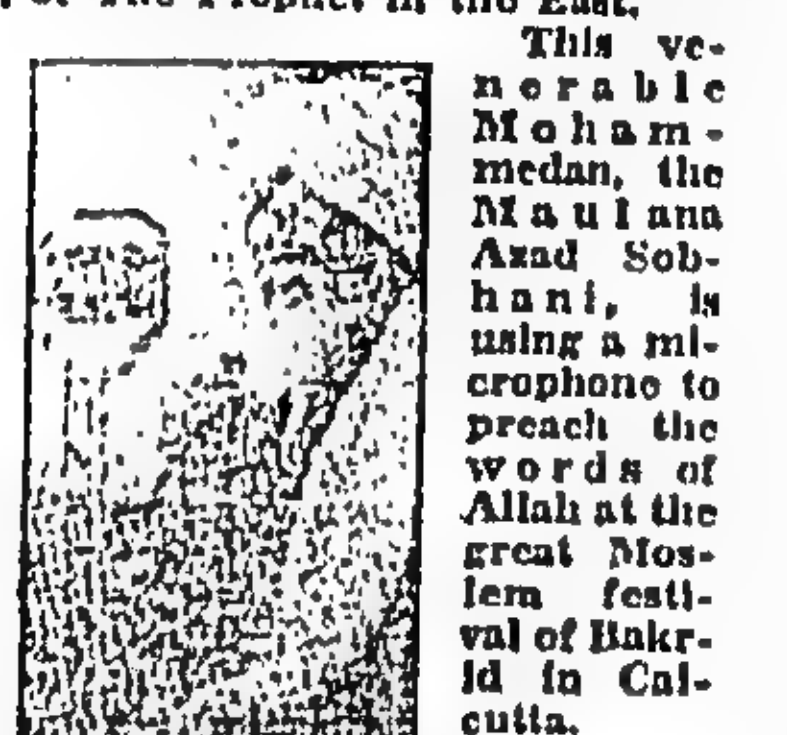 of The Prophet in the East.
This ve-
nerable
Moham-
medan, the
Maulana
Azad Sob-
hani, is
using a mi-
crophone to
preach the
words of
Allah at the
great Mos-
lem festi-
val of Bakr-
id in Cal-
cutta.